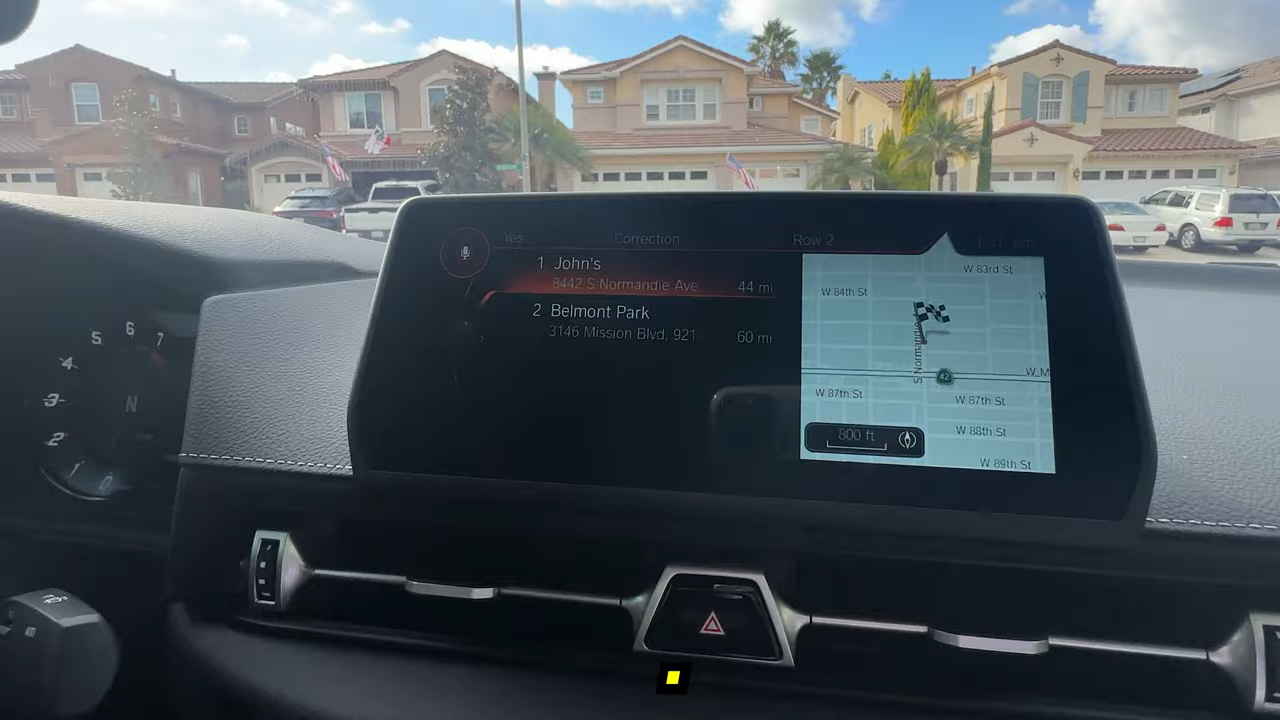 Yes Correction Row 2
1 John's
8442 S Normandie Ave 44 mi
2 Belmont Park
3146 Mission Blvd, 921 60 mi
W 83rd St
W 84th St
W
S Normandie
42
W M
W 87th St
W 87th St
W 88th St
W 89th St
800 ft
7
6
5
4
3
2
1
0
N